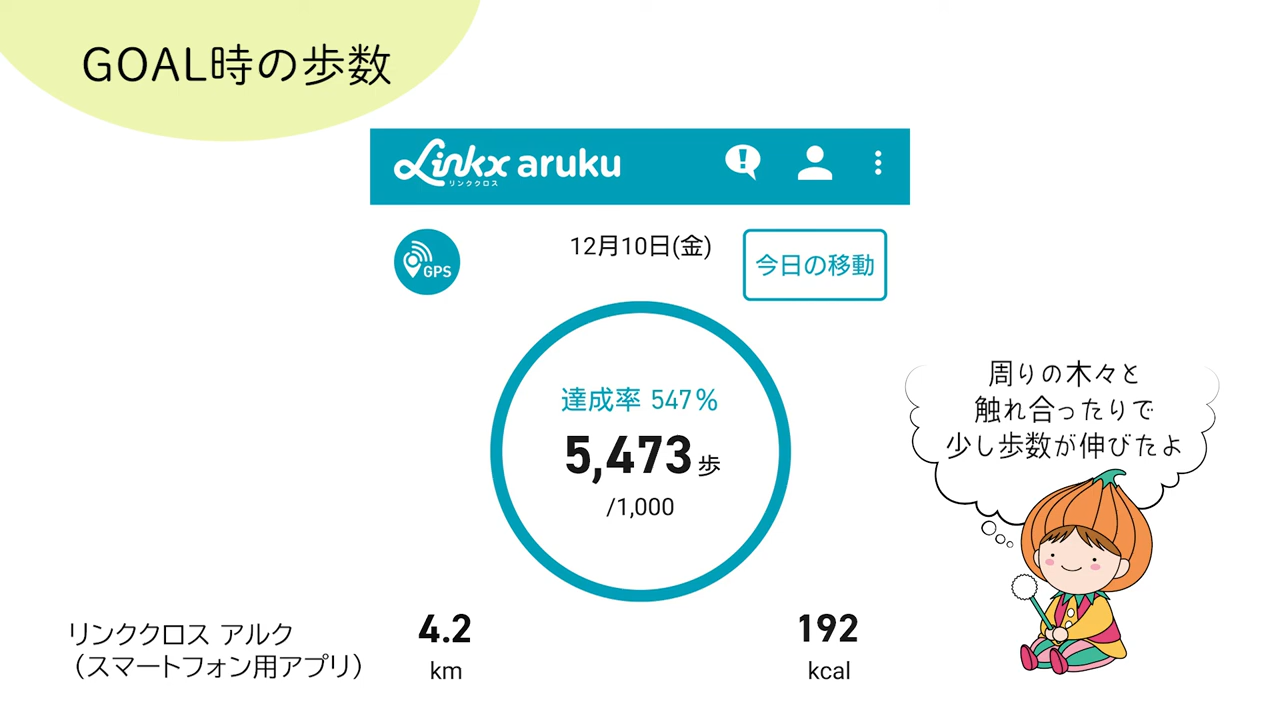 GOAL時の歩数
Linkx aruku
リンククロス
GPS
12月10日(金)
今日の移動
達成率 547%
5,473歩
/1,000
周りの木々と
触れ合ったりで
少し歩数が伸びたよ
リンククロス アルク
（スマートフォン用アプリ）
4.2
km
192
kcal